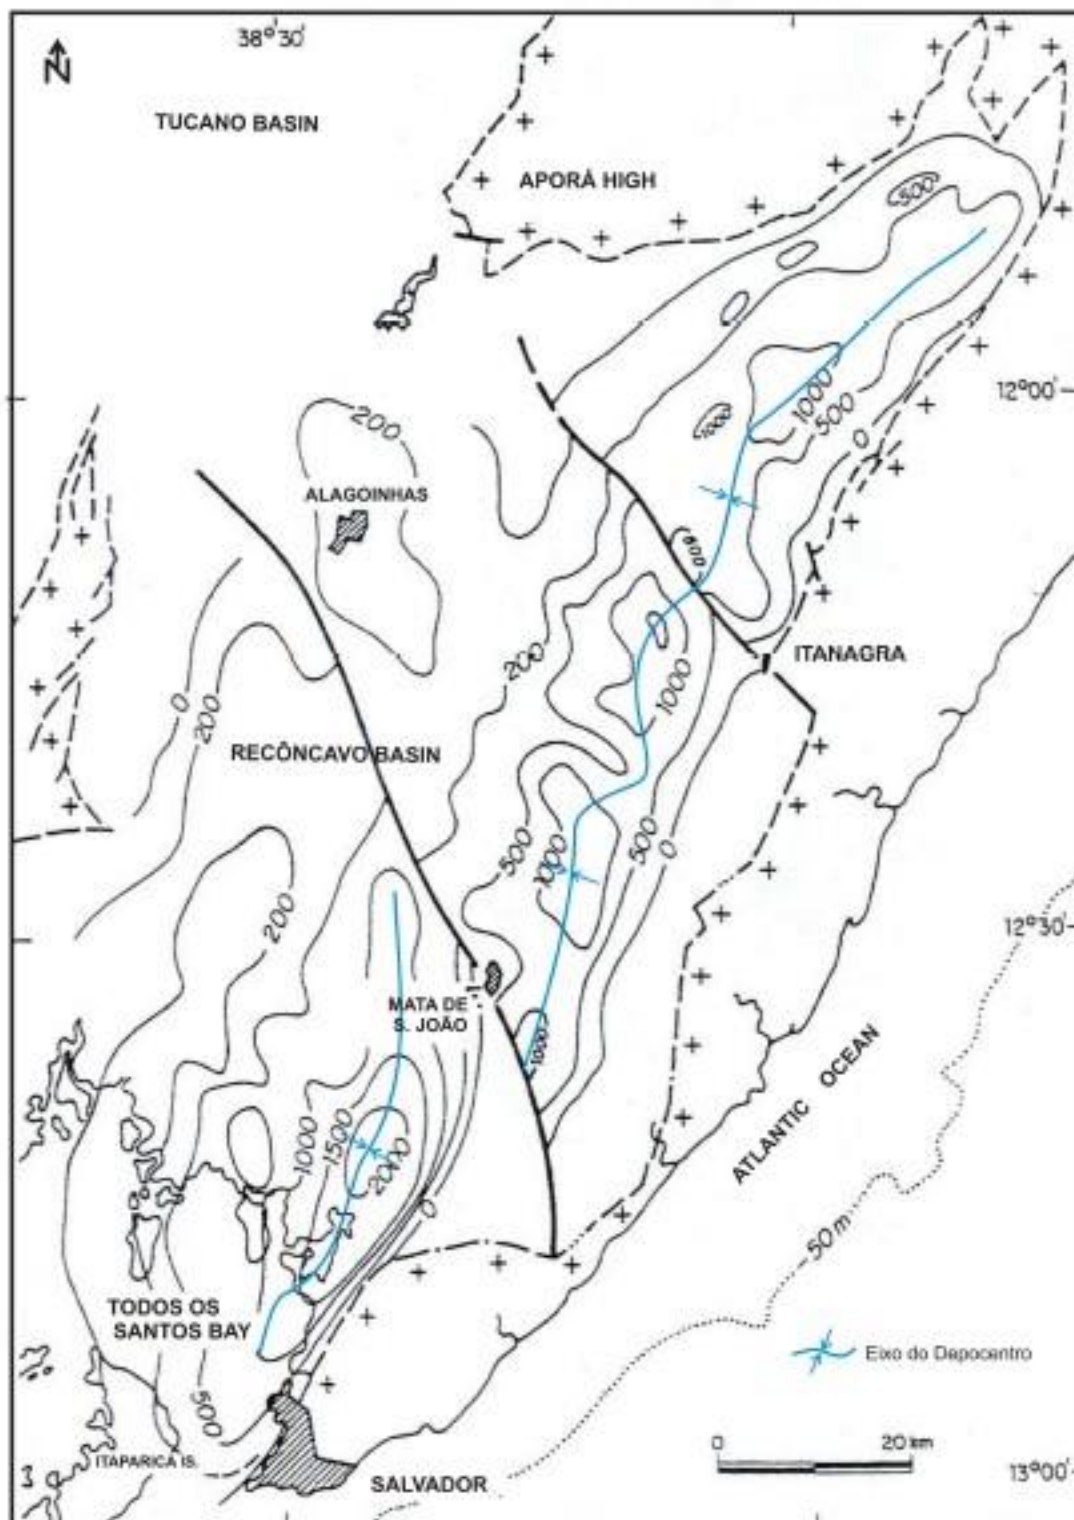 38°30'
N
TUCANO BASIN
APORÁ HIGH
500
12°00'
1000
1000
500
0
200
ALAGOINHAS
800
ITANAGRA
200
1000
0
200
RECÔNCAVO BASIN
500
1000
500
0
200
12°30'
MATA DE
S. JOÃO
1000
ATLANTIC OCEAN
1000
1500
2000
0
50 m
TODOS OS
SANTOS BAY
Eixo do Depocentro
500
0
20 km
ITAPARICA IS.
SALVADOR
13°00'